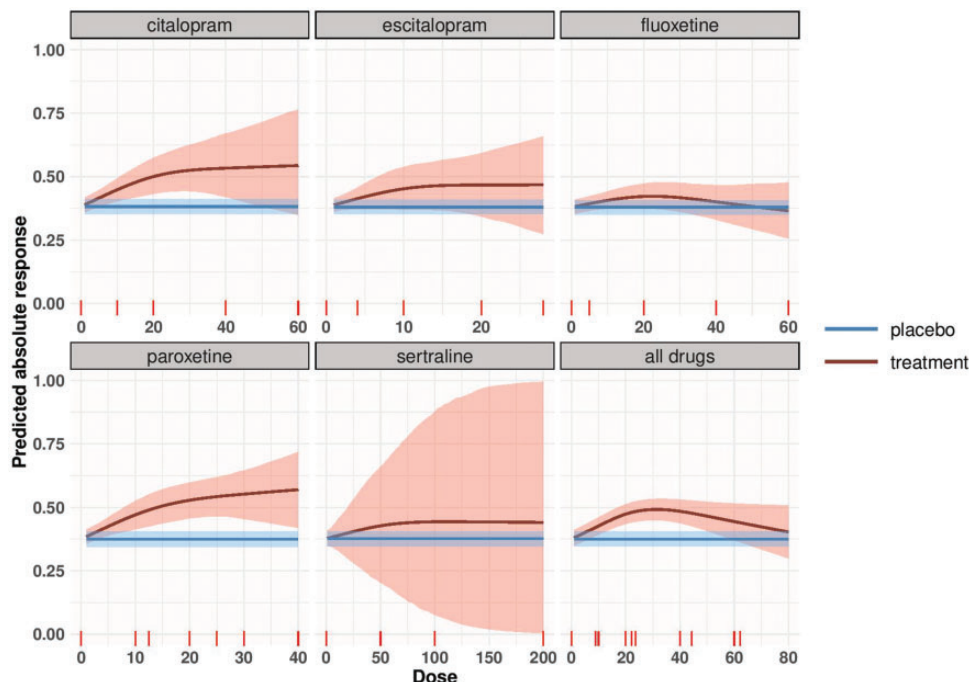 citalopram
escitalopram
fluoxetine
1.00
0.75
0.50
0.25
0.00
0 20 40 60
0 10 20
0 20 40 60
Predicted absolute response
placebo
treatment
paroxetine
sertraline
all drugs
1.00
0.75
0.50
0.25
0.00
0 10 20 30 40
0 50 100 150 200
0 20 40 60 80
Dose